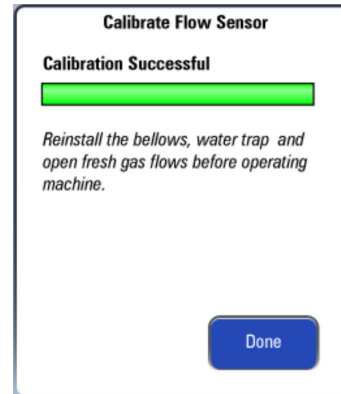 Calibrate Flow Sensor
Calibration Successful
Reinstall the bellows, water trap and
open fresh gas flows before operating
machine.
Done